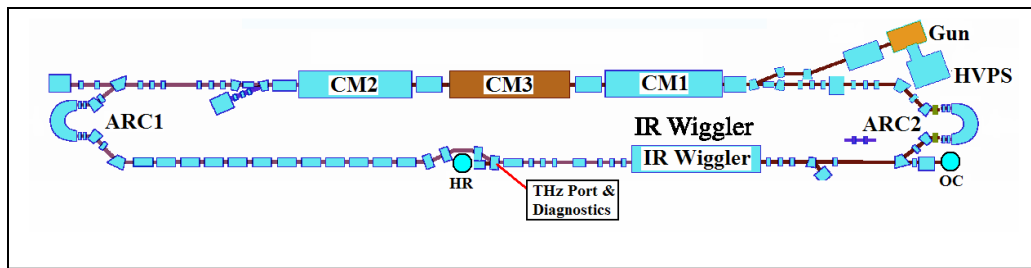 Gun
HVPS
CM2
CM3
CM1
ARC1
IR Wiggler
ARC2
IR Wiggler
HR
OC
THz Port &
Diagnostics